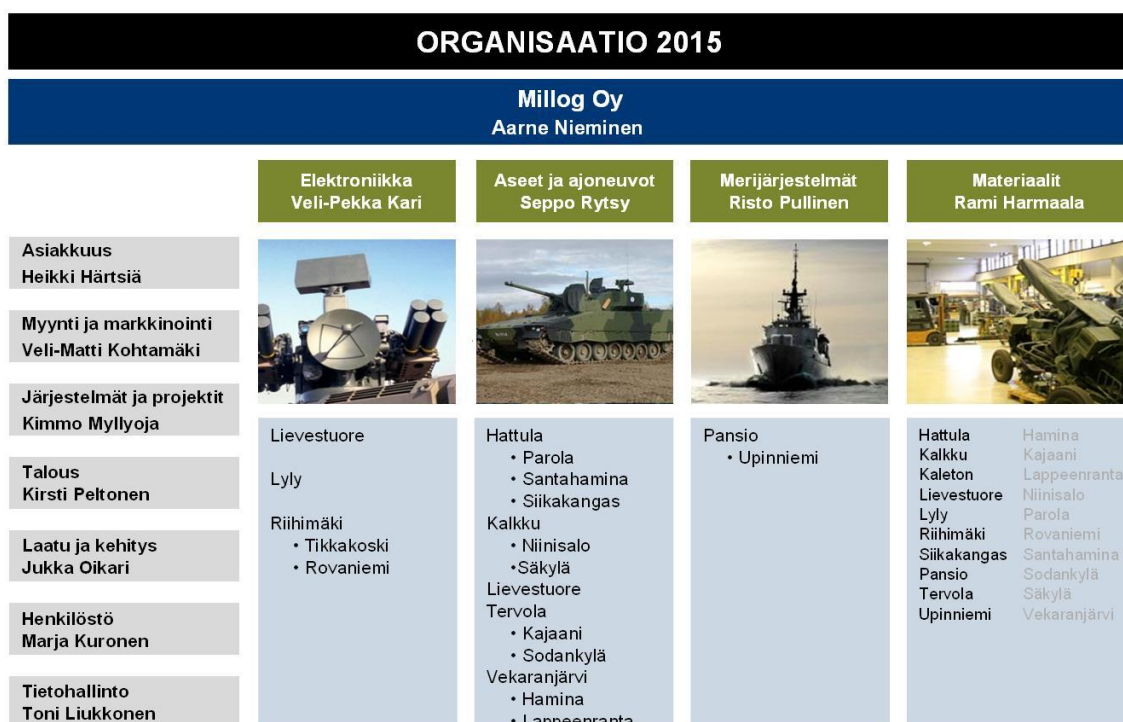 ORGANISAATIO 2015
Millog Oy
Aarne Nieminen
Elektroniikka
Veli-Pekka Kari
Aseet ja ajoneuvot
Seppo Rytsy
Merijärjestelmät
Risto Pullinen
Materiaalit
Rami Harmaala
Asiakkuus
Heikki Härtsiä
Myynti ja markkinointi
Veli-Matti Kohtamäki
Järjestelmät ja projektit
Kimmo Myllyoja
Talous
Kirsti Peltonen
Laatu ja kehitys
Jukka Oikari
Henkilöstö
Marja Kuronen
Tietohallinto
Toni Liukkonen
Lievestuore
Lyly
Riihimäki
• Tikkakoski
• Rovaniemi
Hattula
• Parola
• Santahamina
• Siikakangas
Kalkku
• Niinisalo
•Säkylä
Lievestuore
Tervola
• Kajaani
• Sodankylä
Vekaranjärvi
• Hamina
• Lappeenranta
Pansio
• Upinniemi
Hattula Hamina
Kalkku Kajaani
Kaleton Lappeenranta
Lievestuore Niinisalo
Lyly Parola
Riihimäki Rovaniemi
Siikakangas Santahamina
Pansio Sodankylä
Tervola Säkylä
Upinniemi Vekaranjärvi